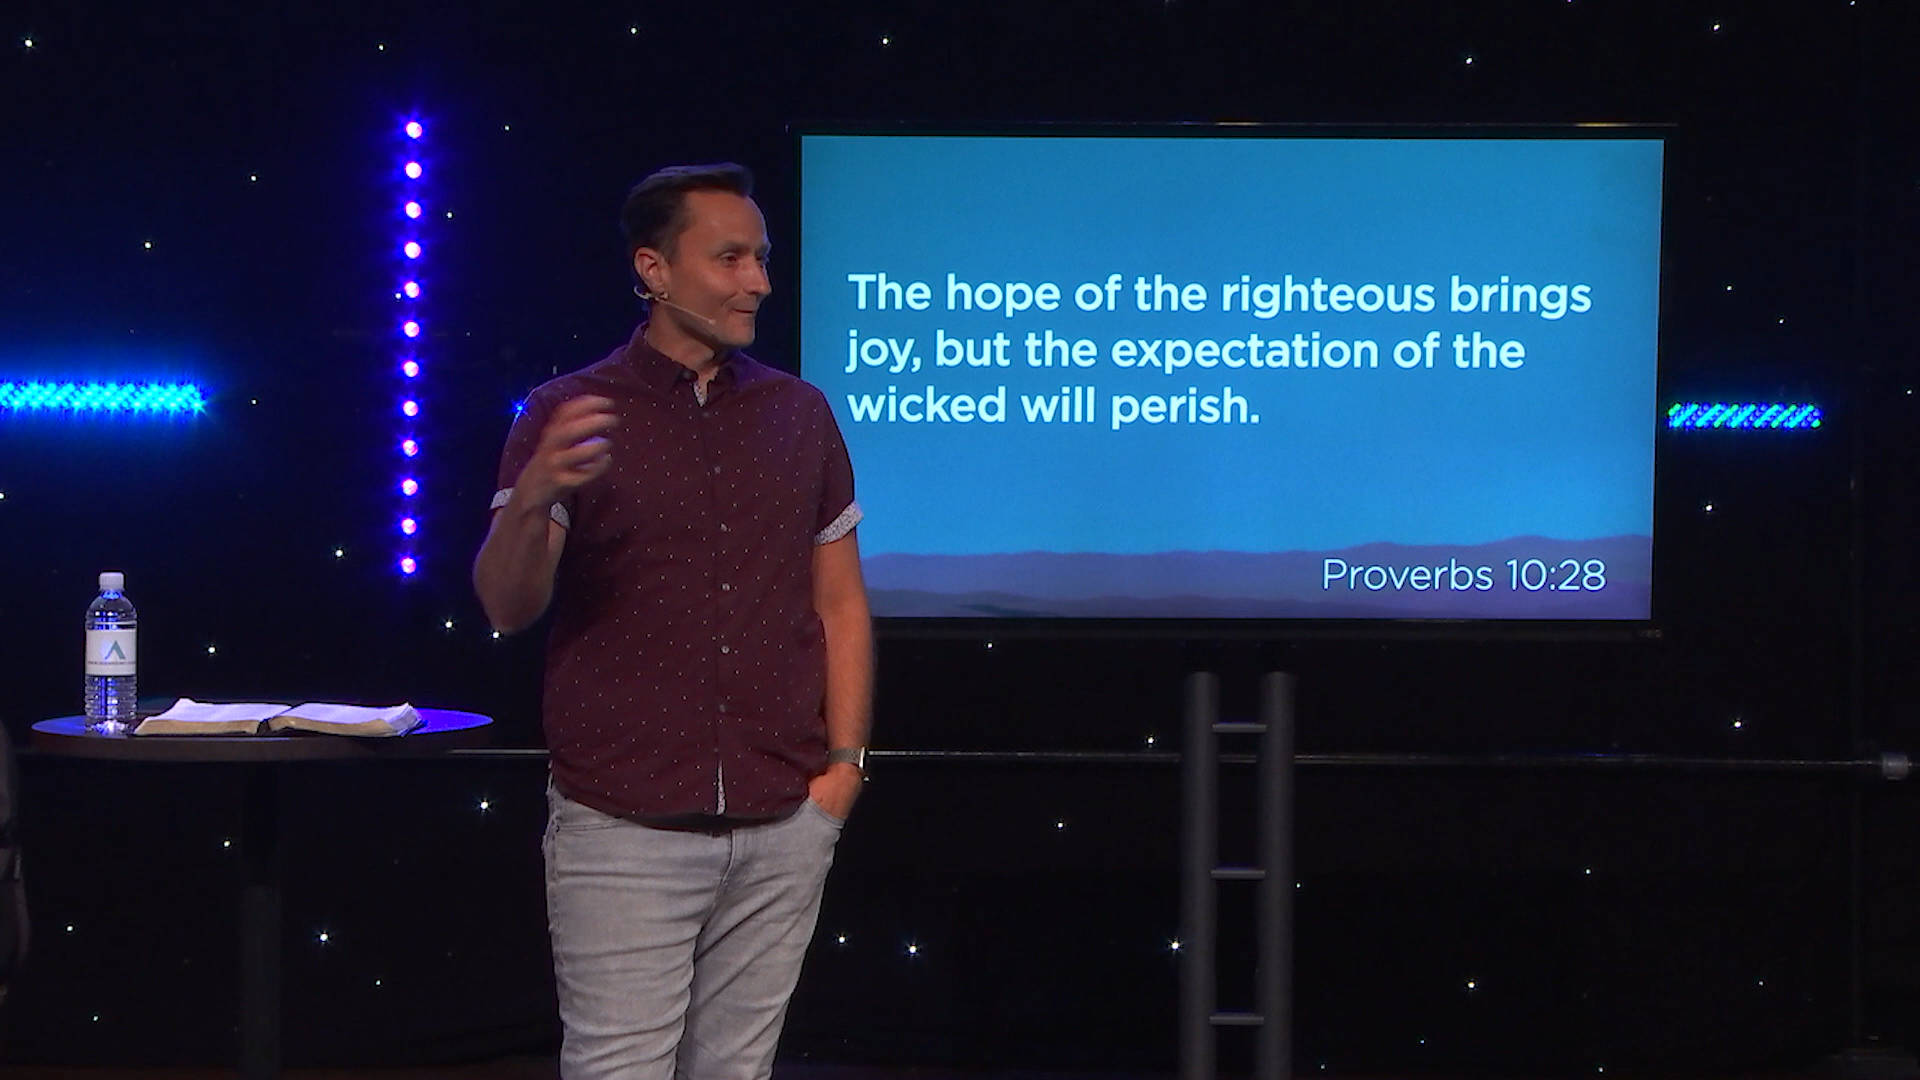 The hope of the righteous brings
joy, but the expectation of the
wicked will perish.
Proverbs 10:28